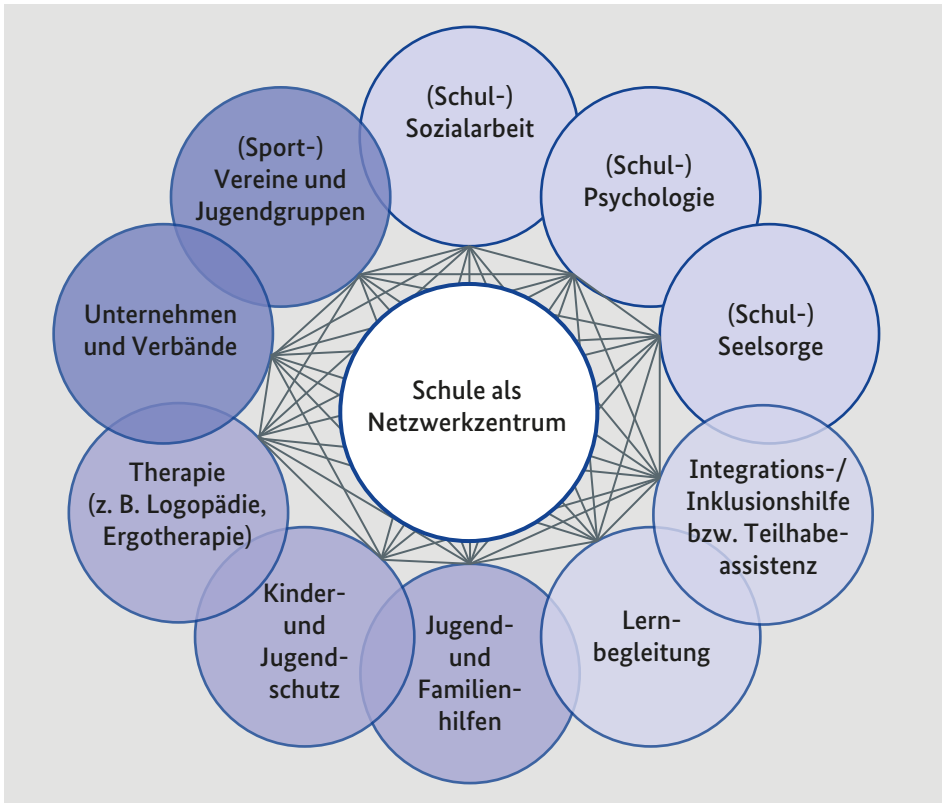 (Schul-)
Sozialarbeit
(Schul-)
Psychologie
(Schul-)
Seelsorge
Integrations-/
Inklusionshilfe
bzw. Teilhabe-
assistenz
Lern-
begleitung
Jugend-
und
Familien-
hilfen
Kinder-
und
Jugend-
schutz
Therapie
(z. B. Logopädie,
Ergotherapie)
Unternehmen
und Verbände
(Sport-)
Vereine und
Jugendgruppen
Schule als
Netzwerkzentrum